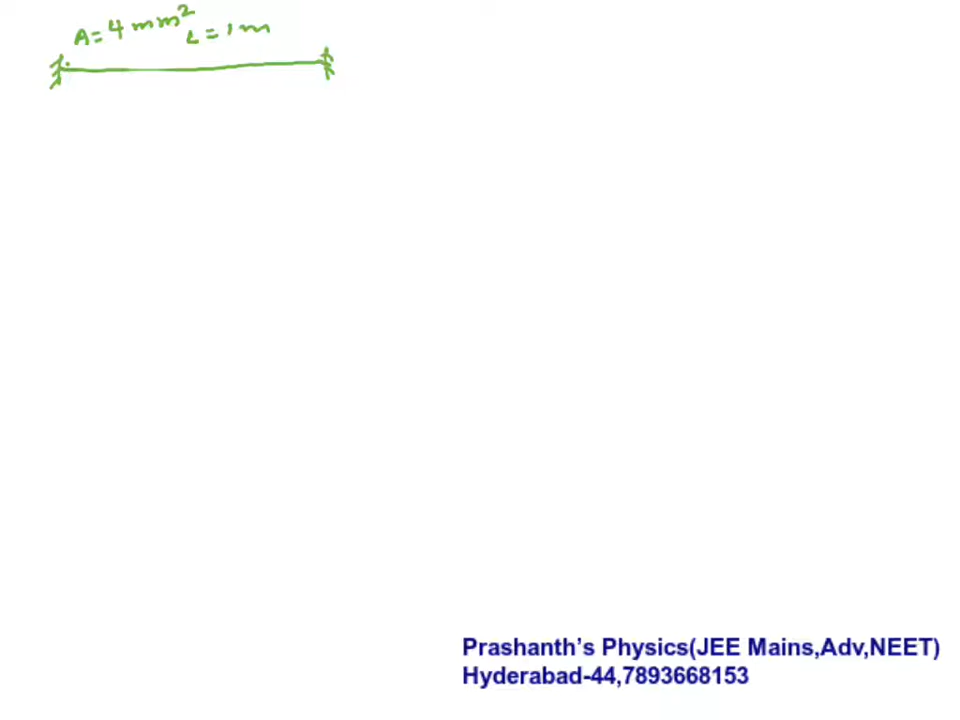 A = 4 mm² L = 1 m
Prashanth's Physics(JEE Mains,Adv,NEET)
Hyderabad-44,7893668153